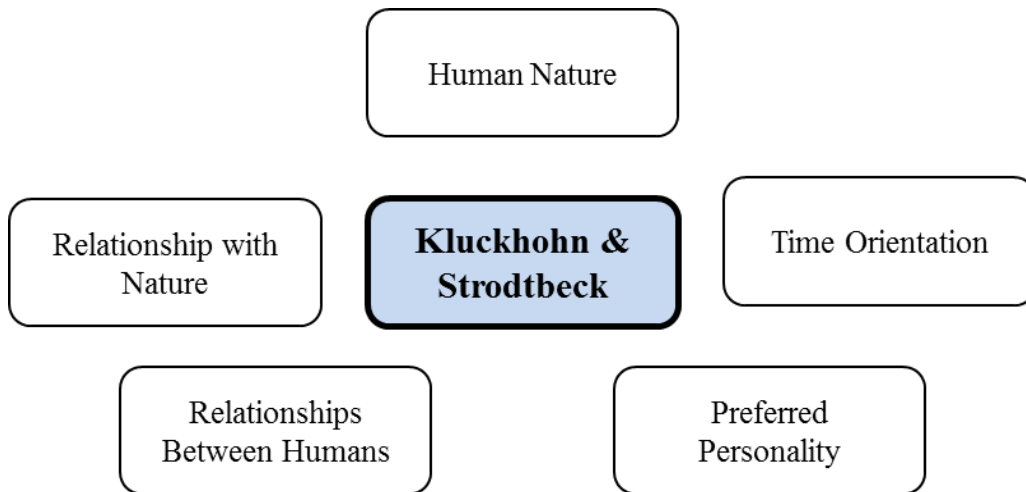 Human Nature
Relationship with
Nature
Kluckhohn &
Strodtbeck
Time Orientation
Relationships
Between Humans
Preferred
Personality